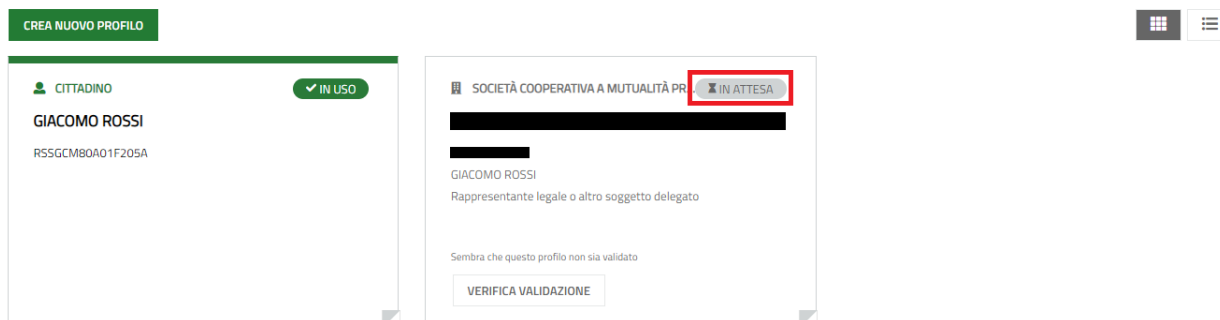 CREA NUOVO PROFILO
CITTADINO
IN USO
GIACOMO ROSSI
RSSGCM80A01F205A
SOCIETÀ COOPERATIVA A MUTUALITÀ PR...
IN ATTESA
GIACOMO ROSSI
Rappresentante legale o altro soggetto delegato
Sembra che questo profilo non sia validato
VERIFICA VALIDAZIONE